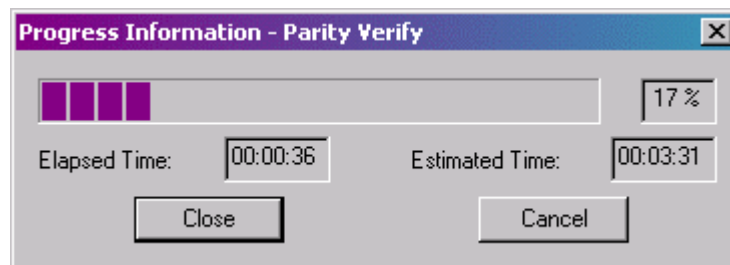 Progress Information - Parity Verify
17 %
Elapsed Time: 00:00:36 Estimated Time: 00:03:31
Close Cancel